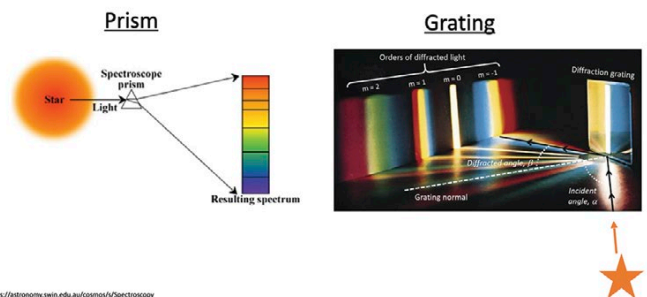 Prism
Grating
Spectroscope
prism
Star
Light
Resulting spectrum
Orders of diffracted light
m = 2
m = 1
m = 0
m = -1
Diffraction grating
Diffracted angle, β
Grating normal
Incident
angle, α
s://astronomy.swin.edu.au/cosmos/s/Spectroscopy